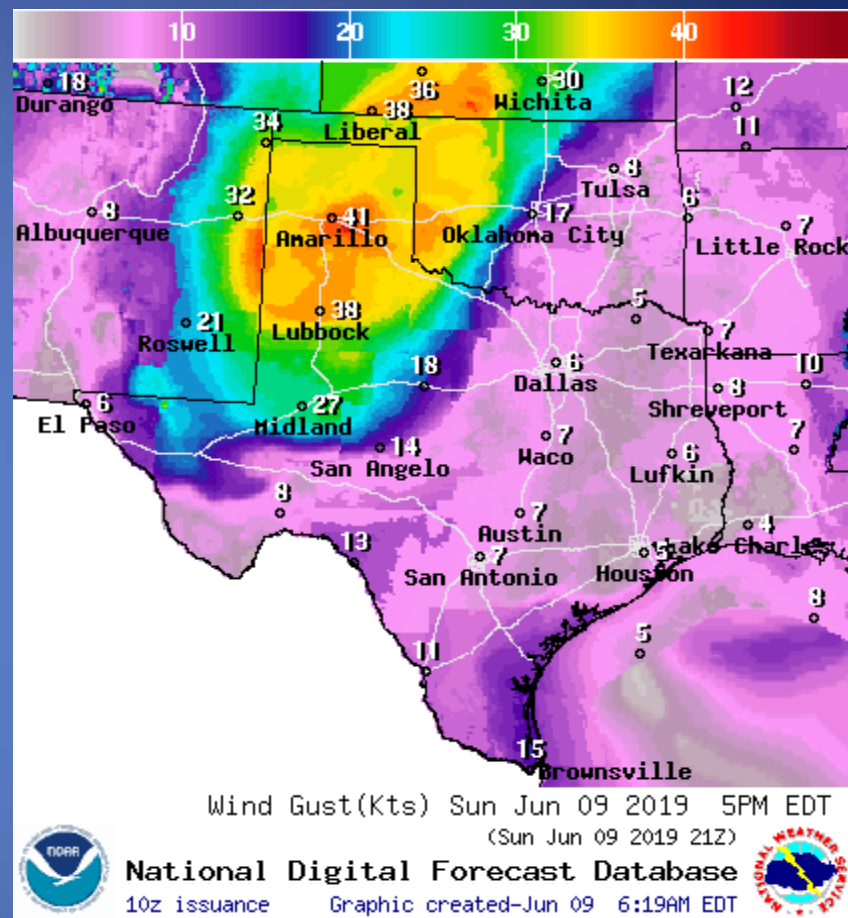 10 20 30 40
18 36 30 12
Durango 38 Wichita
34 Liberal 11
8 32 41 17 8 6 7
Albuquerque Amarillo Oklahoma City Tulsa Little Rock
21 38 5 7
Roswell Lubbock Texarkana
6 27 18 6 8 10
El Paso Midland Dallas Shreveport
14 7 6 7
San Angelo Waco Lufkin
8 7 4
Austin
13 7 5 Lake Charles
San Antonio Houston
11 5 8
15
Brownsville
Wind Gust(Kts) Sun Jun 09 2019 5PM EDT
(Sun Jun 09 2019 21Z)
National Digital Forecast Database
10z issuance Graphic created-Jun 09 6:19AM EDT
NOAA
NATIONAL WEATHER SERVICE